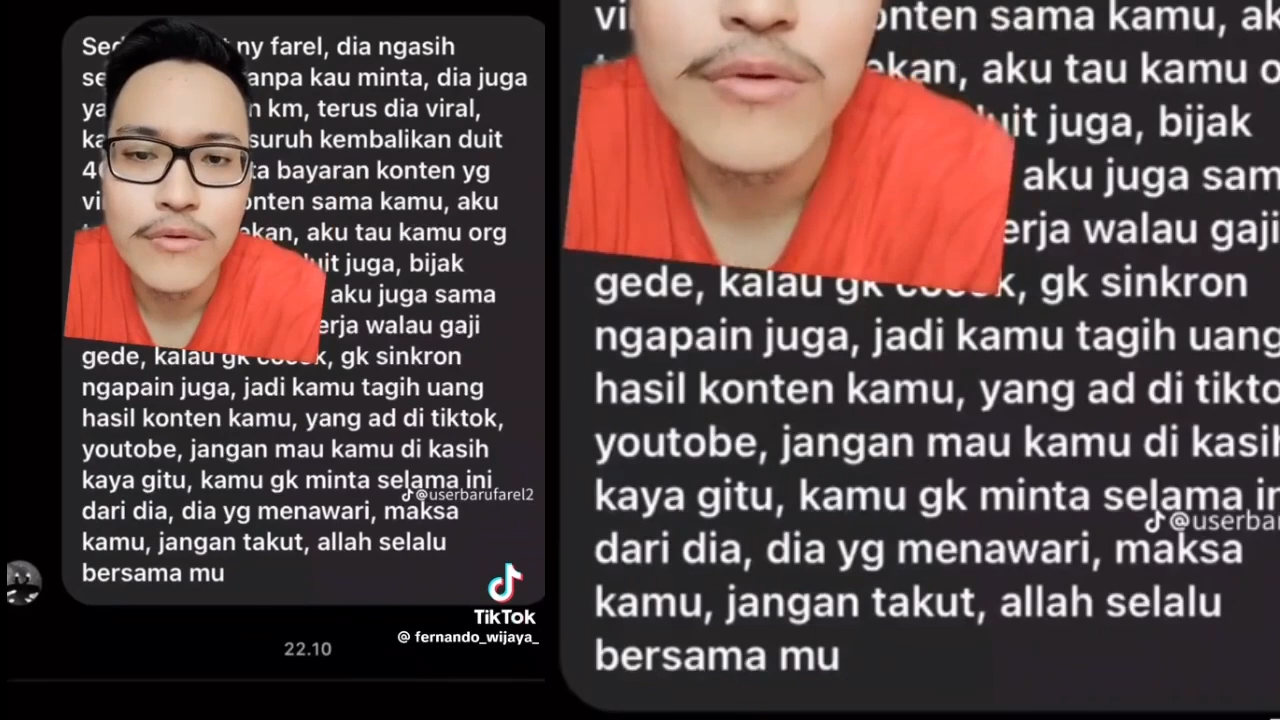 ny farel, dia ngasih
anpa kau minta, dia juga
km, terus dia viral,
suruh kembalikan duit
bayaran konten yg
onten sama kamu, aku
ekan, aku tau kamu org
uit juga, bijak
aku juga sama
erja walau gaji
gede, kalau gk k, gk sinkron
ngapain juga, jadi kamu tagih uang
hasil konten kamu, yang ad di tiktok,
youtobe, jangan mau kamu di kasih
kaya gitu, kamu gk minta selama ini
dari dia, dia yg menawari, maksa
kamu, jangan takut, allah selalu
bersama mu
@userbarufarel2
TikTok
@ fernando_wijaya_
22.10
vi onten sama kamu, ak
ekan, aku tau kamu o
uit juga, bijak
aku juga sam
erja walau gaji
gede, kalau gk k, gk sinkron
ngapain juga, jadi kamu tagih uang
hasil konten kamu, yang ad di tikto
youtobe, jangan mau kamu di kasih
kaya gitu, kamu gk minta selama in
dari dia, dia yg menawari, maksa
kamu, jangan takut, allah selalu
bersama mu
@userba